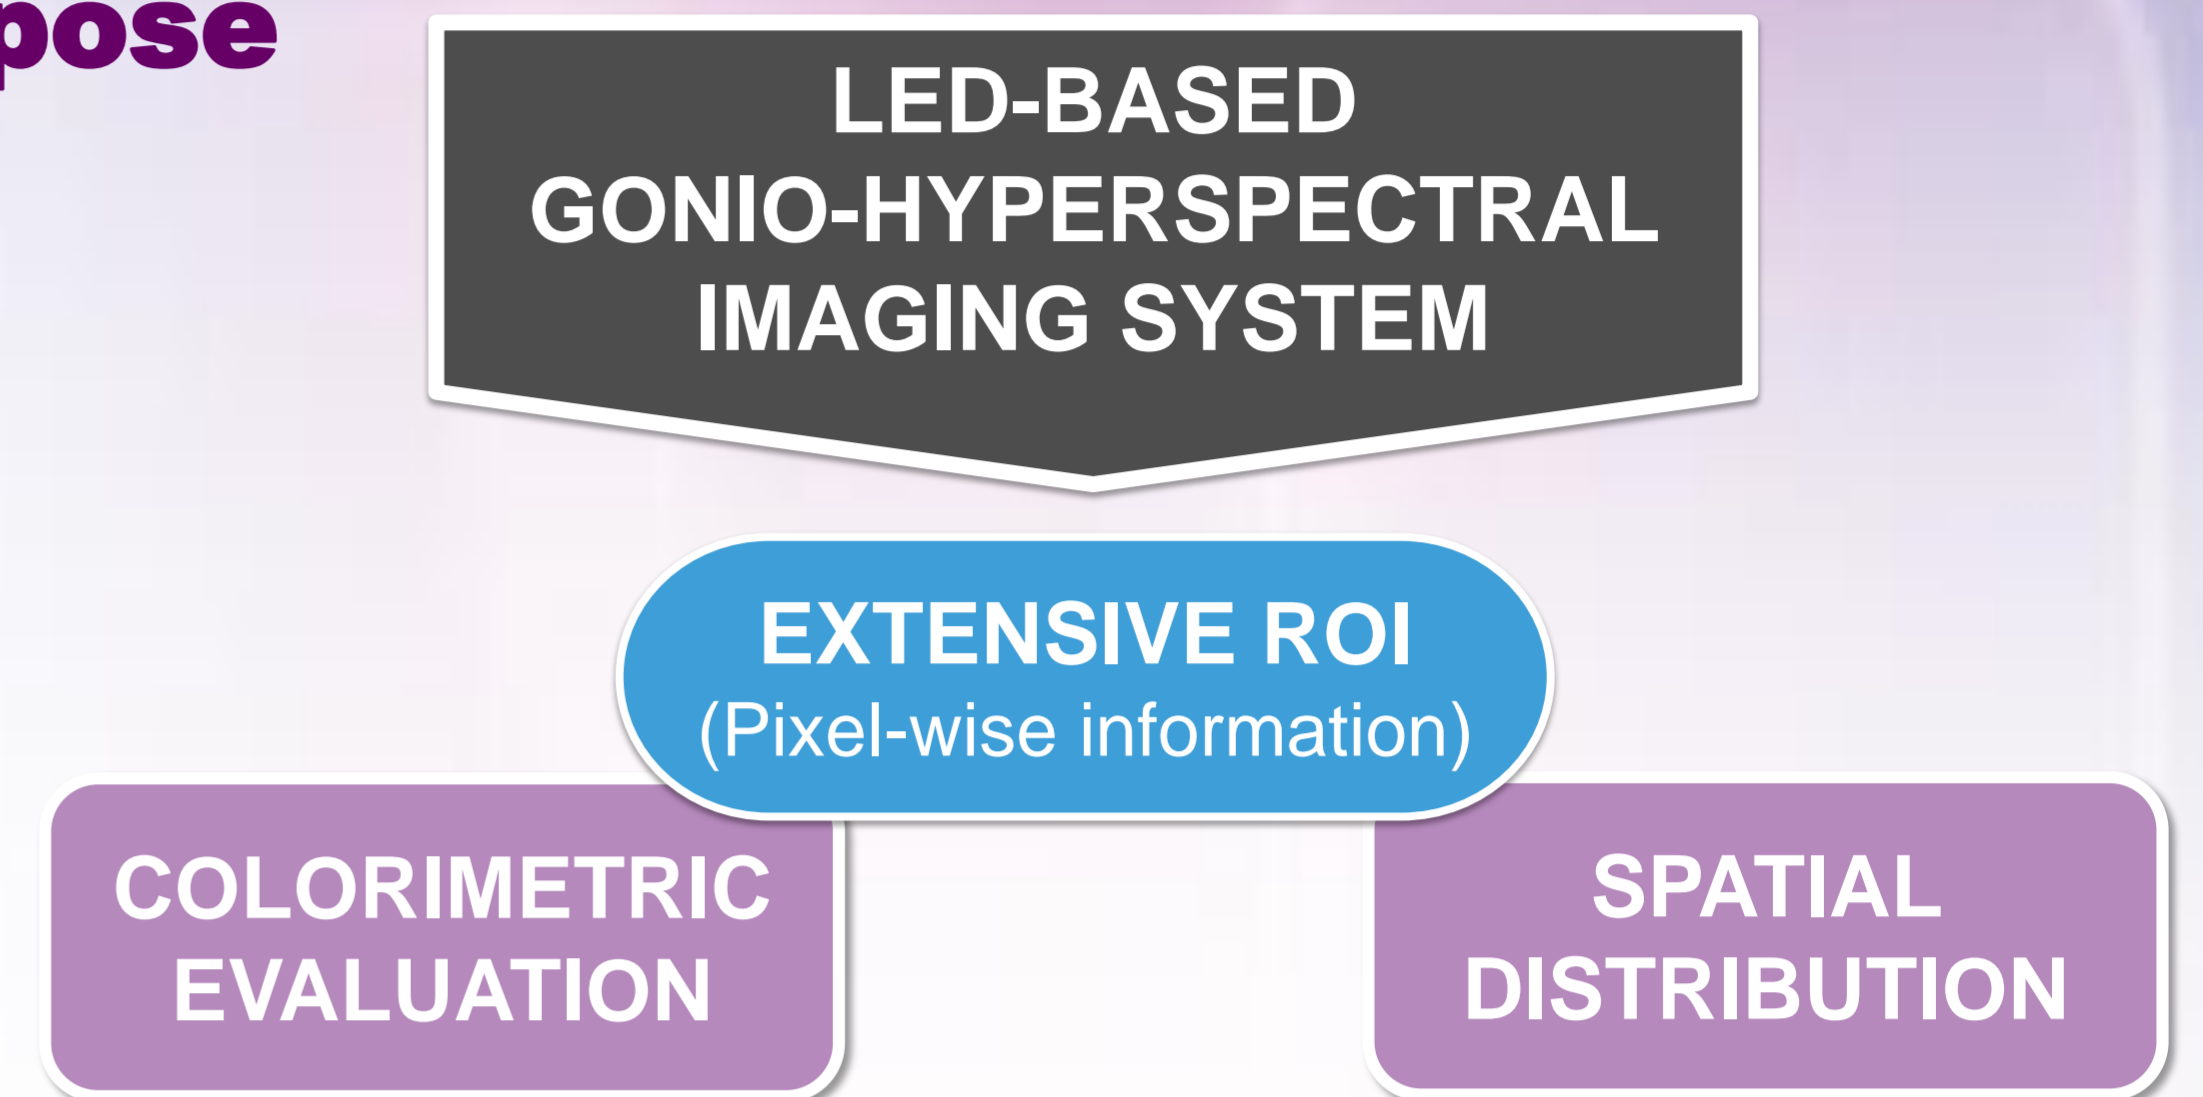 pose
LED-BASED
GONIO-HYPERSPECTRAL
IMAGING SYSTEM
EXTENSIVE ROI
(Pixel-wise information)
COLORIMETRIC
EVALUATION
SPATIAL
DISTRIBUTION